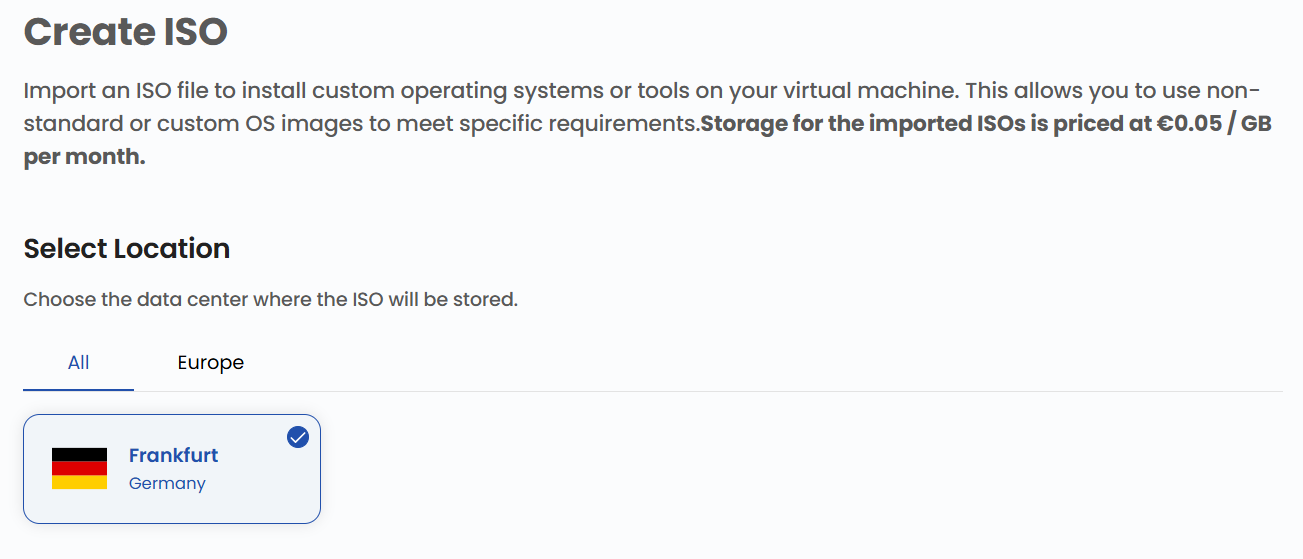 Create ISO
Import an ISO file to install custom operating systems or tools on your virtual machine. This allows you to use non-
standard or custom OS images to meet specific requirements.Storage for the imported ISOs is priced at €0.05 / GB
per month.
Select Location
Choose the data center where the ISO will be stored.
All Europe
Frankfurt
Germany